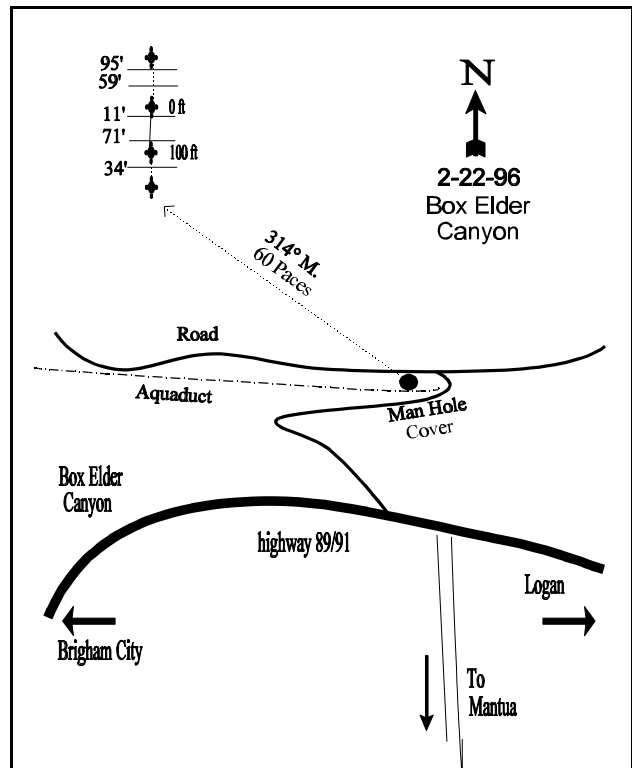 95'
59'
11'
0 ft
71'
100 ft
34'
N
2-22-96
Box Elder
Canyon
314° M.
60 Paces
Road
Aquaduct
Man Hole
Cover
Box Elder
Canyon
highway 89/91
Logan
Brigham City
To
Mantua